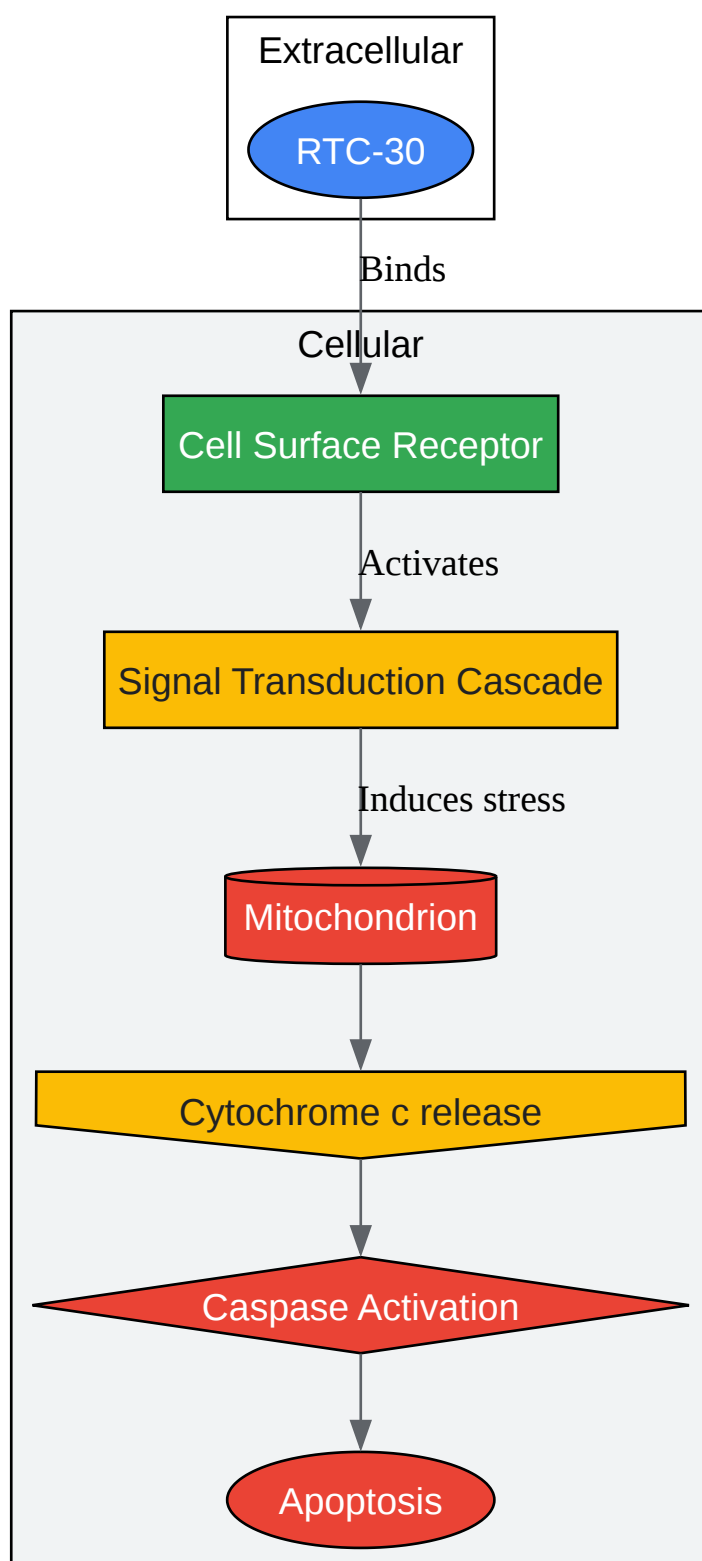 Extracellular
RTC-30
Binds
Cellular
Cell Surface Receptor
Activates
Signal Transduction Cascade
Induces stress
Mitochondrion
Cytochrome c release
Caspase Activation
Apoptosis